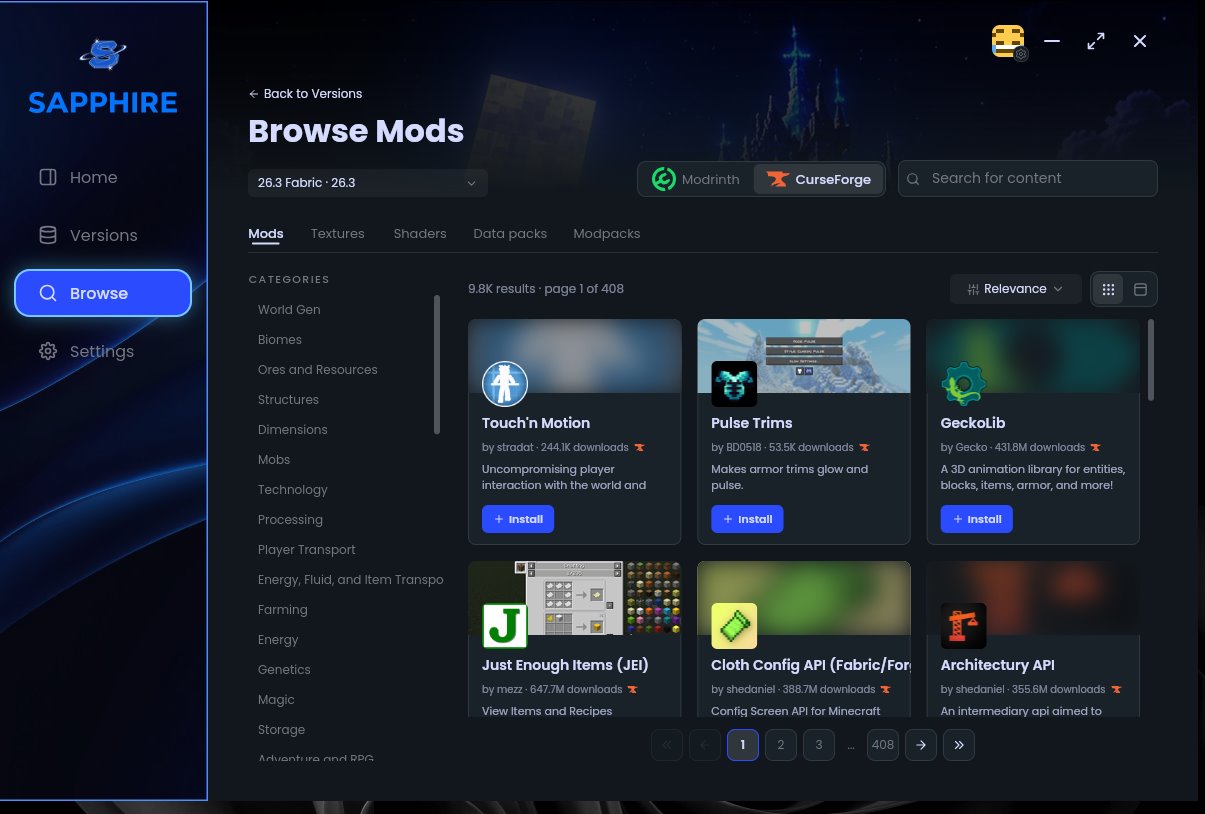 SAPPHIRE
Home
Versions
Browse
Settings
Back to Versions
Browse Mods
26.3 Fabric · 26.3
Modrinth
CurseForge
Search for content
Mods
Textures
Shaders
Data packs
Modpacks
CATEGORIES
World Gen
Biomes
Ores and Resources
Structures
Dimensions
Mobs
Technology
Processing
Player Transport
Energy, Fluid, and Item Transpo
Farming
Energy
Genetics
Magic
Storage
Adventure and RPG
9.8K results · page 1 of 408
Relevance
Touch'n Motion
by stradat · 244.1K downloads
Uncompromising player
interaction with the world and
Install
Pulse Trims
by BD0518 · 53.5K downloads
Makes armor trims glow and
pulse.
Install
GeckoLib
by Gecko · 431.8M downloads
A 3D animation library for entities,
blocks, items, armor, and more!
Install
J
Just Enough Items (JEI)
by mezz · 647.7M downloads
View Items and Recipes
Cloth Config API (Fabric/Forg
by shedaniel · 388.7M downloads
Config Screen API for Minecraft
Architectury API
by shedaniel · 355.6M downloads
An intermediary api aimed to
« ← 1 2 3 ... 408 → »